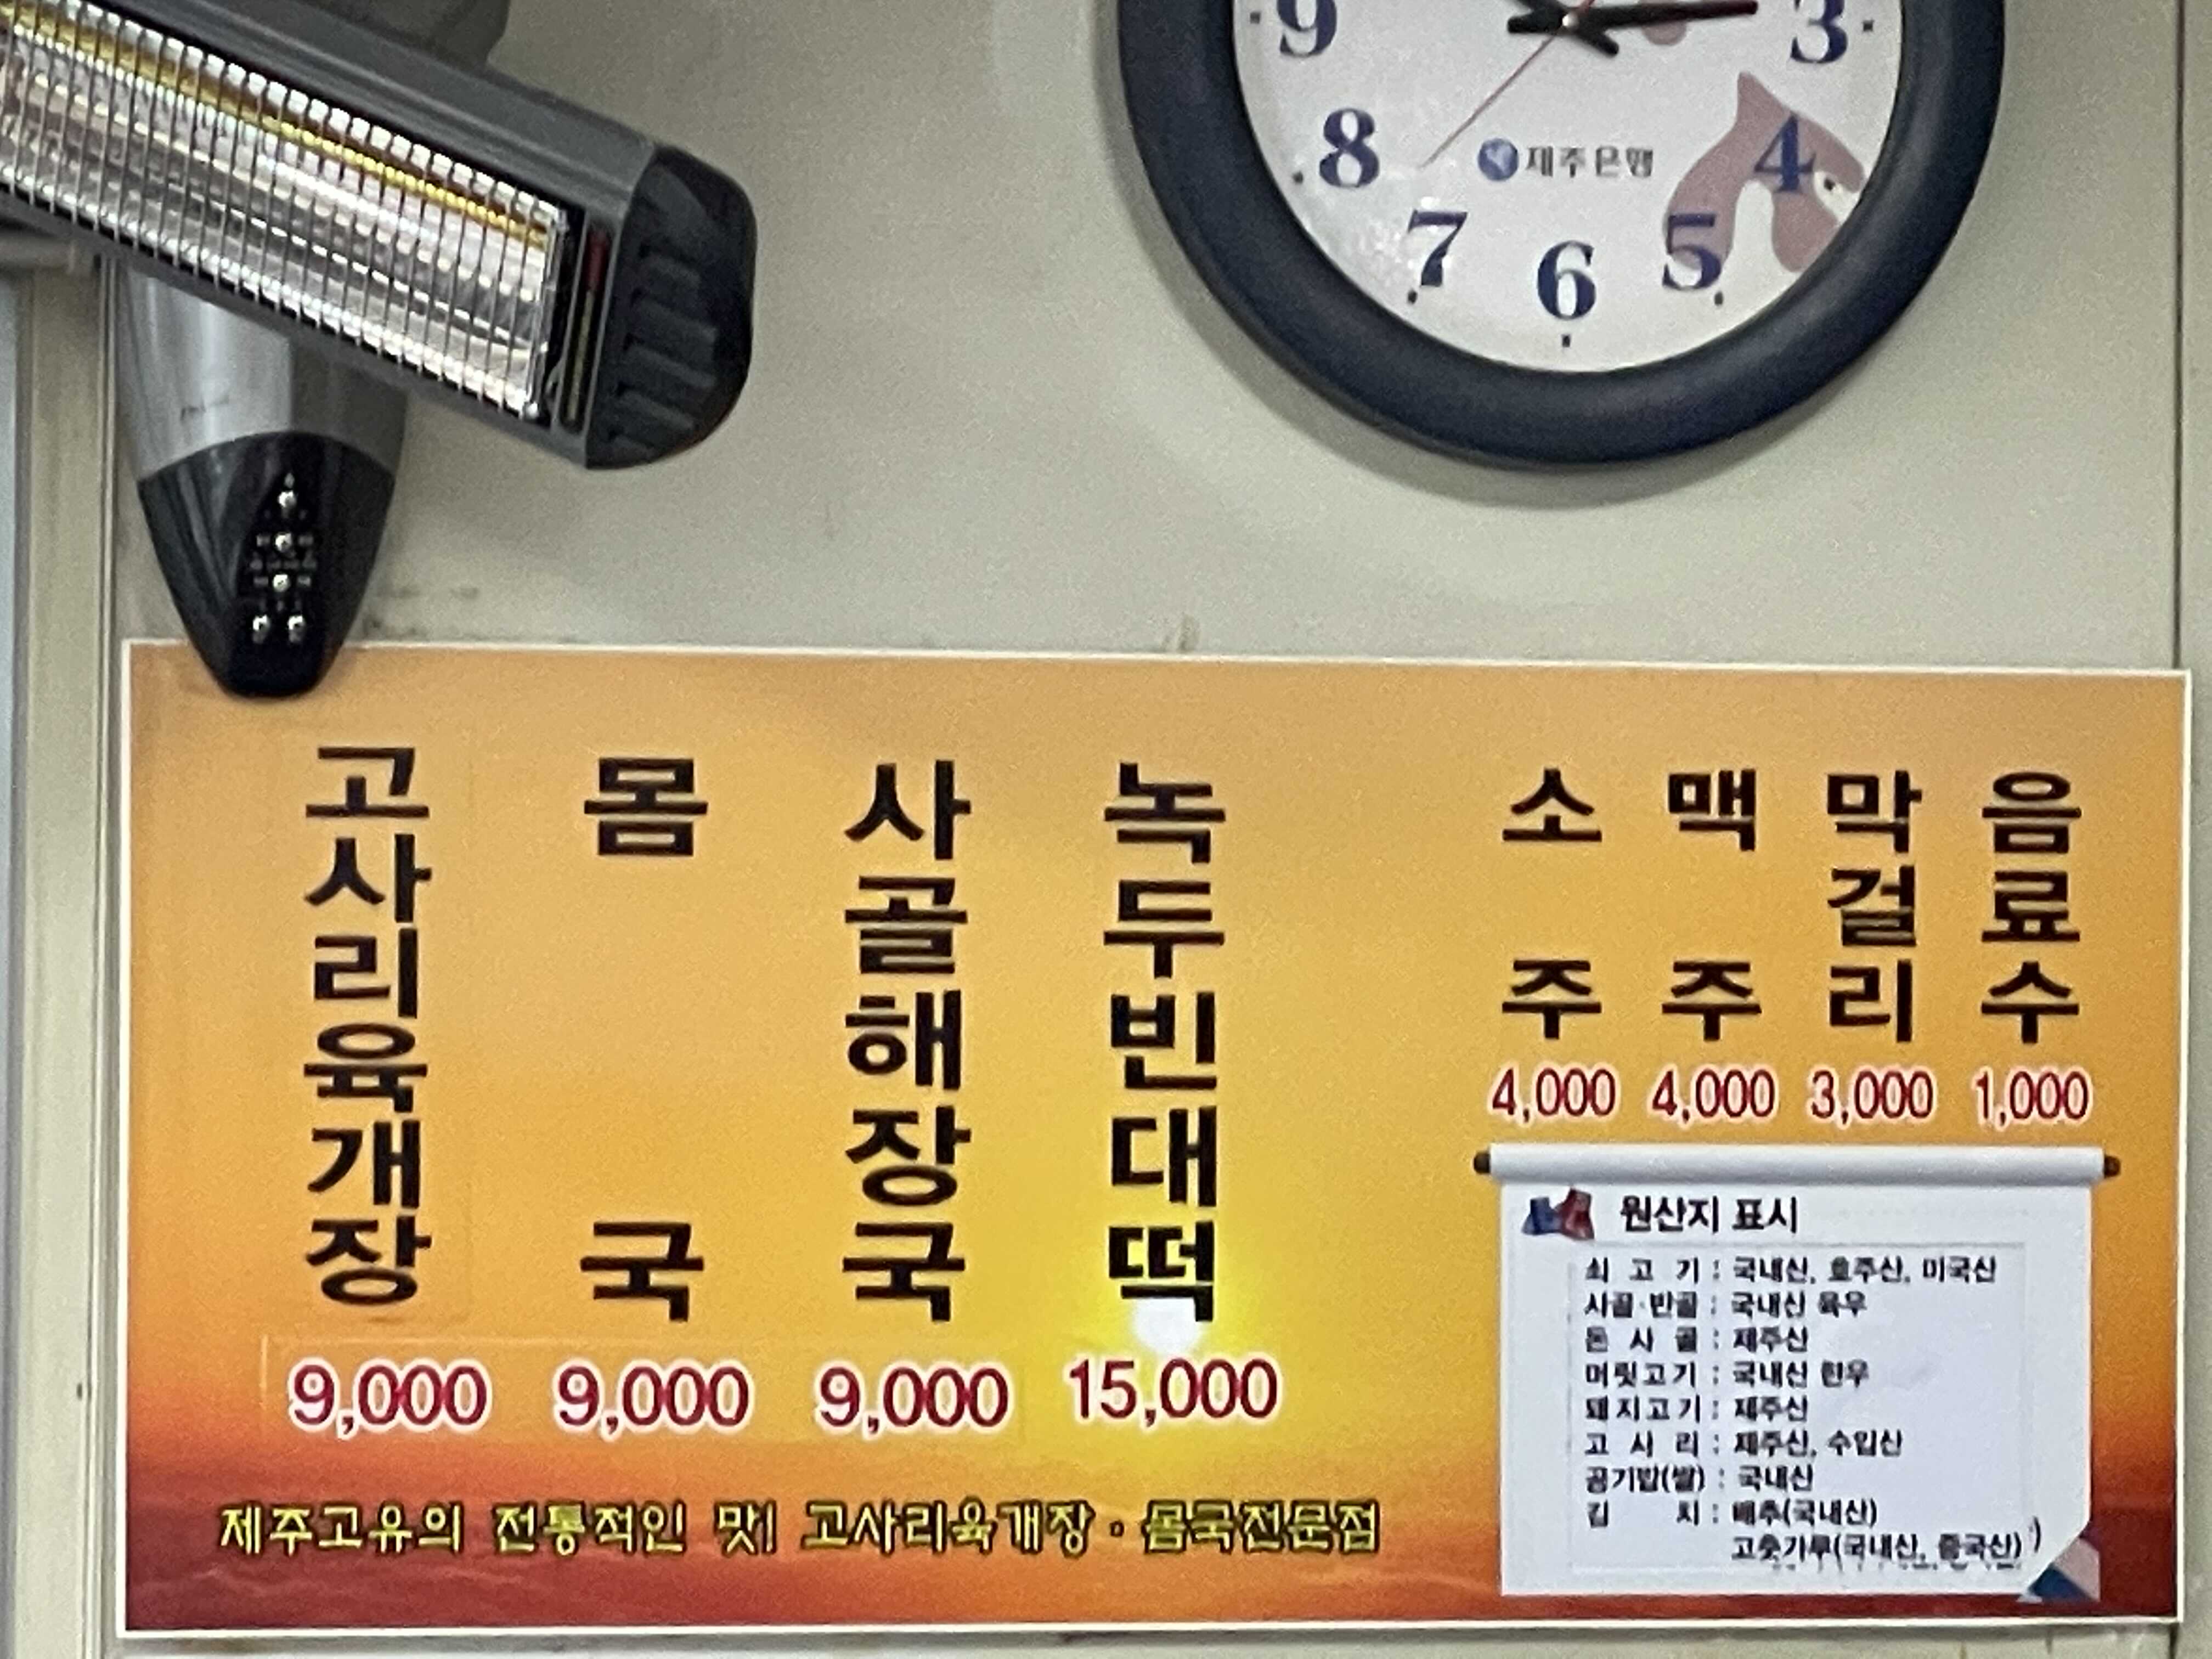 9
3
8
4
제주은행
7
5
6
고사리육개장
9,000
몸국
9,000
사골해장국
9,000
녹두빈대떡
15,000
소주
4,000
맥주
4,000
막걸리
3,000
음료수
1,000
원산지 표시
쇠 고 기 : 국내산, 호주산, 미국산
사골·반골 : 국내산 육우
돈 사 골 : 제주산
머릿고기 : 국내산 한우
돼지고기 : 제주산
고 사 리 : 제주산, 수입산
공기밥(쌀) : 국내산
김 치 : 배추(국내산)
고춧가루(국내산, 중국산)
제주고유의 전통적인 맛! 고사리육개장·몸국전문점